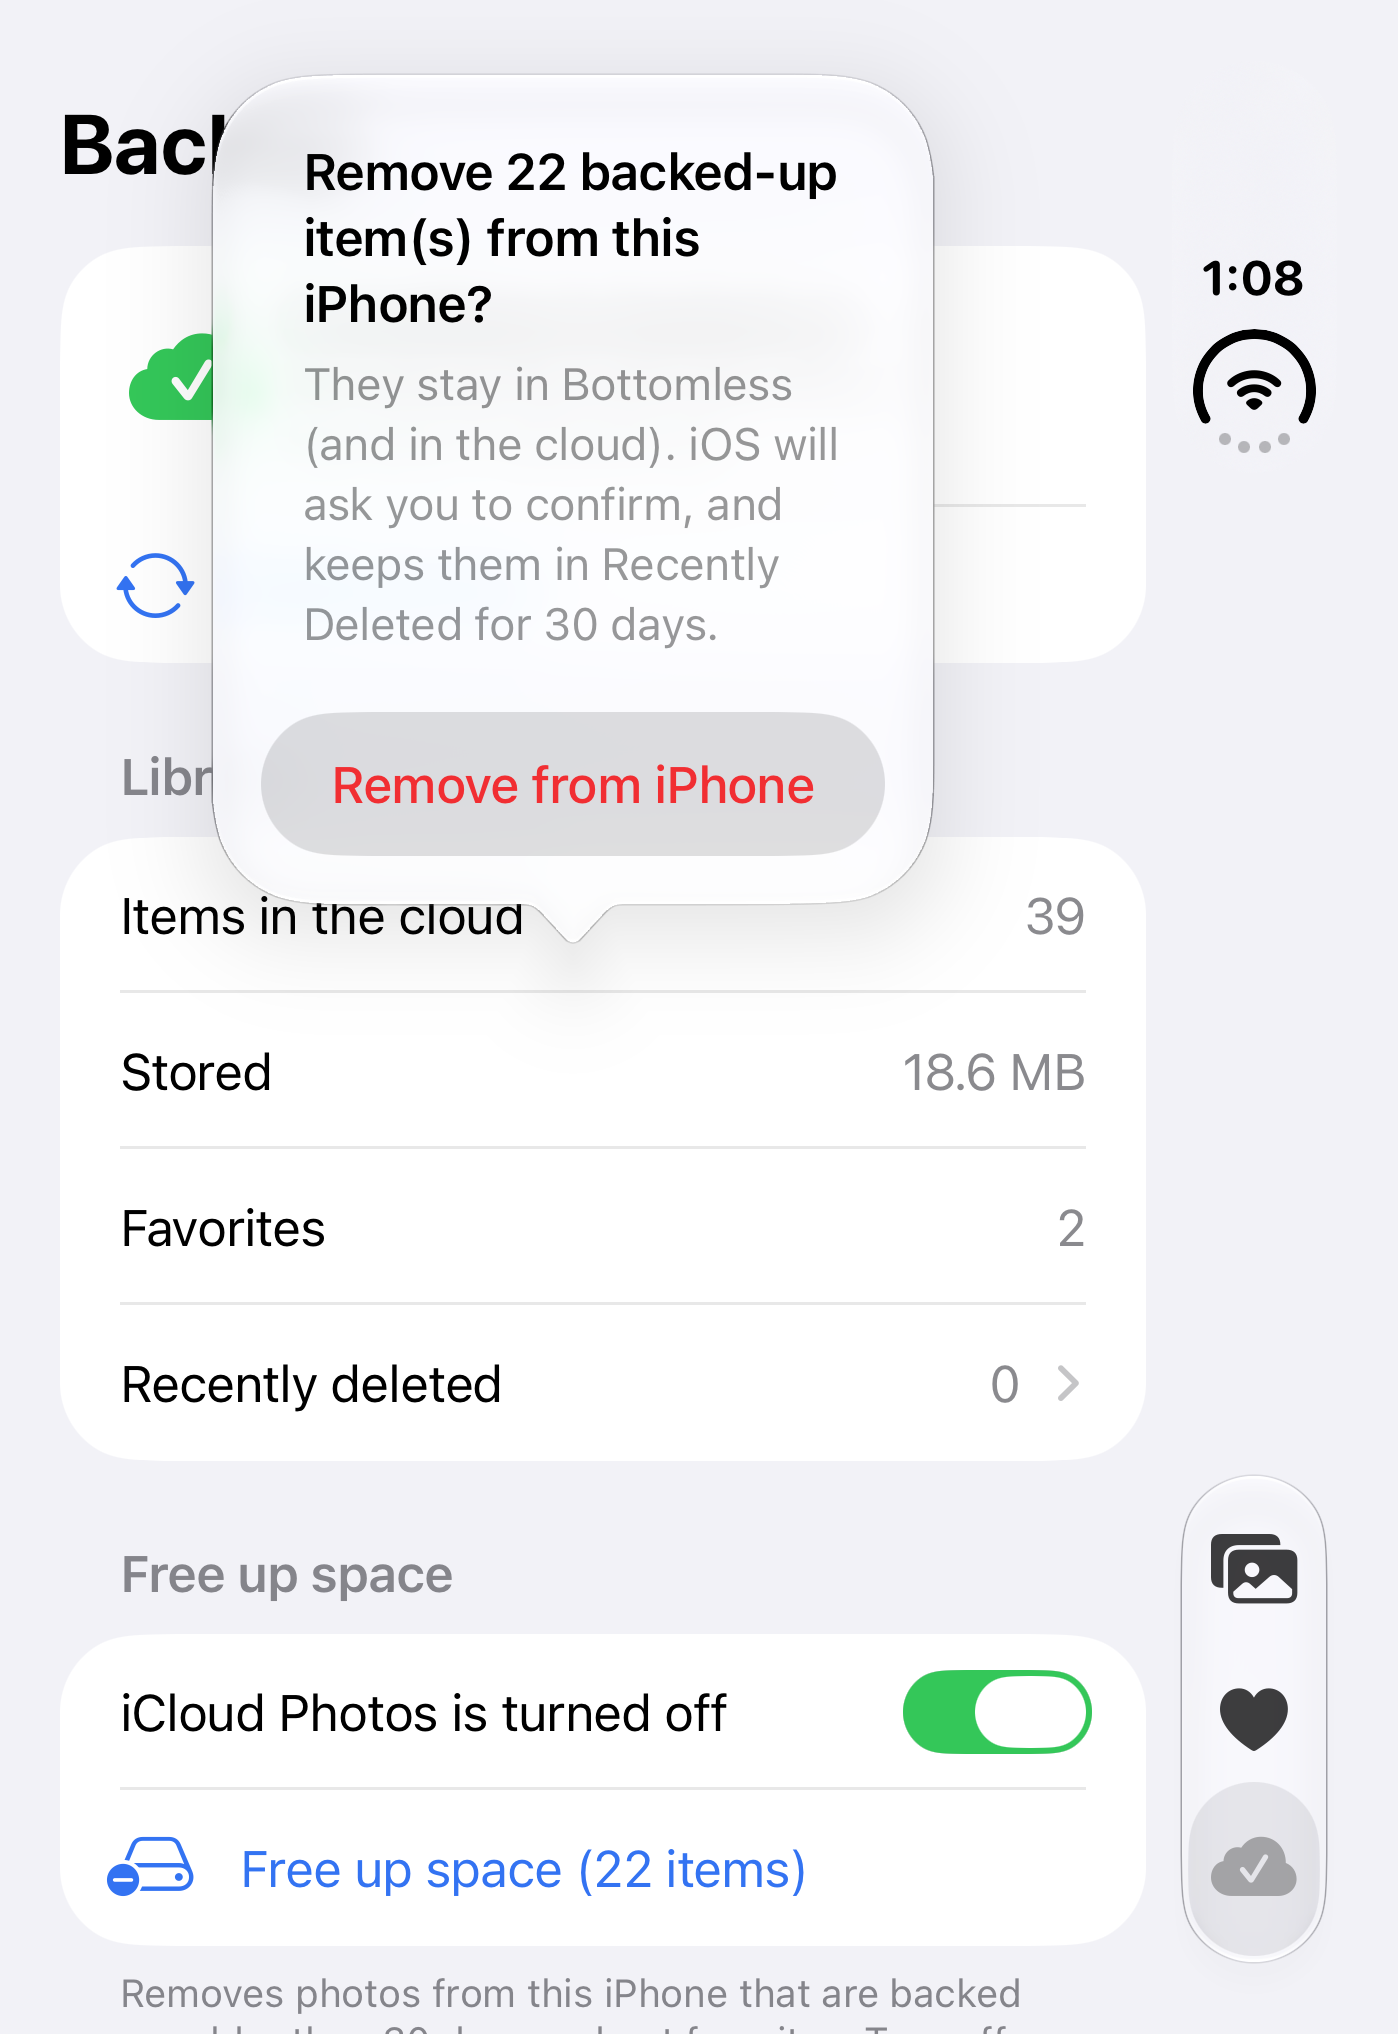 Remove 22 backed-up
item(s) from this
iPhone?
They stay in Bottomless
(and in the cloud). iOS will
ask you to confirm, and
keeps them in Recently
Deleted for 30 days.
Remove from iPhone
1:08
Items in the cloud 39
Stored 18.6 MB
Favorites 2
Recently deleted 0
Free up space
iCloud Photos is turned off
Free up space (22 items)
Removes photos from this iPhone that are backed